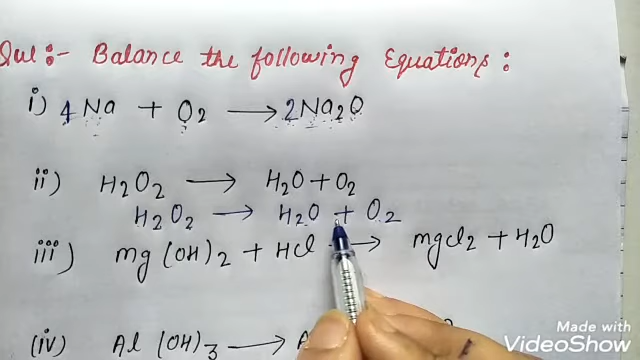 Que:- Balance the following Equations:
i) 4Na + O2 → 2Na2O
ii) H2O2 → H2O + O2
H2O2 → H2O + O2
iii) mg(OH)2 + HCl → mgcl2 + H2O
(iv) Al(OH)3 → A
Made with
VideoShow